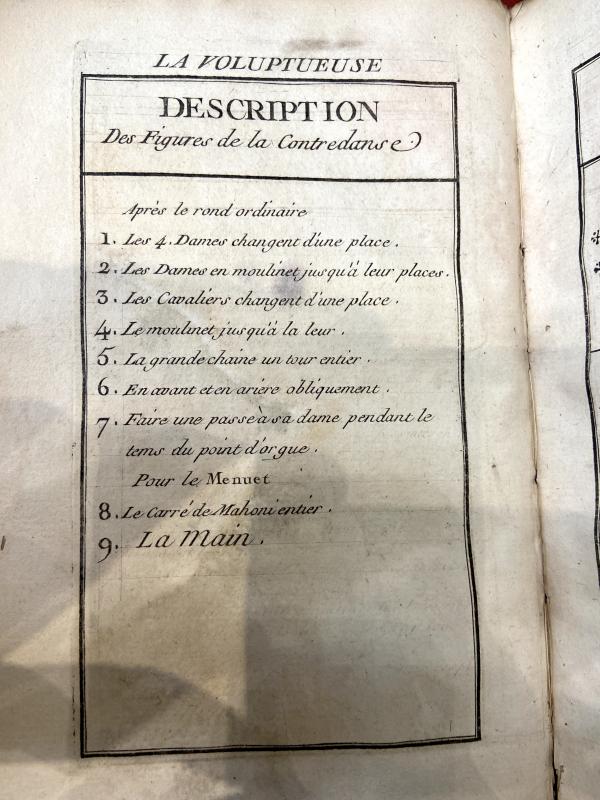 LA VOLUPTUEUSE
DESCRIPTION
Des Figures de la Contredanse.
Après le rond ordinaire
1. Les 4. Dames changent d'une place.
2. Les Dames en moulinet jusqu'à leur places.
3. Les Cavaliers changent d'une place.
4. Le moulinet jusqu'à la leur.
5. La grande chaine un tour entier.
6. En avant et en ariére obliquement.
7. Faire une passe à sa dame pendant le
tems du point d'orgue.
Pour le Menuet
8. Le Carré de Mahoni entier.
9. La Main.